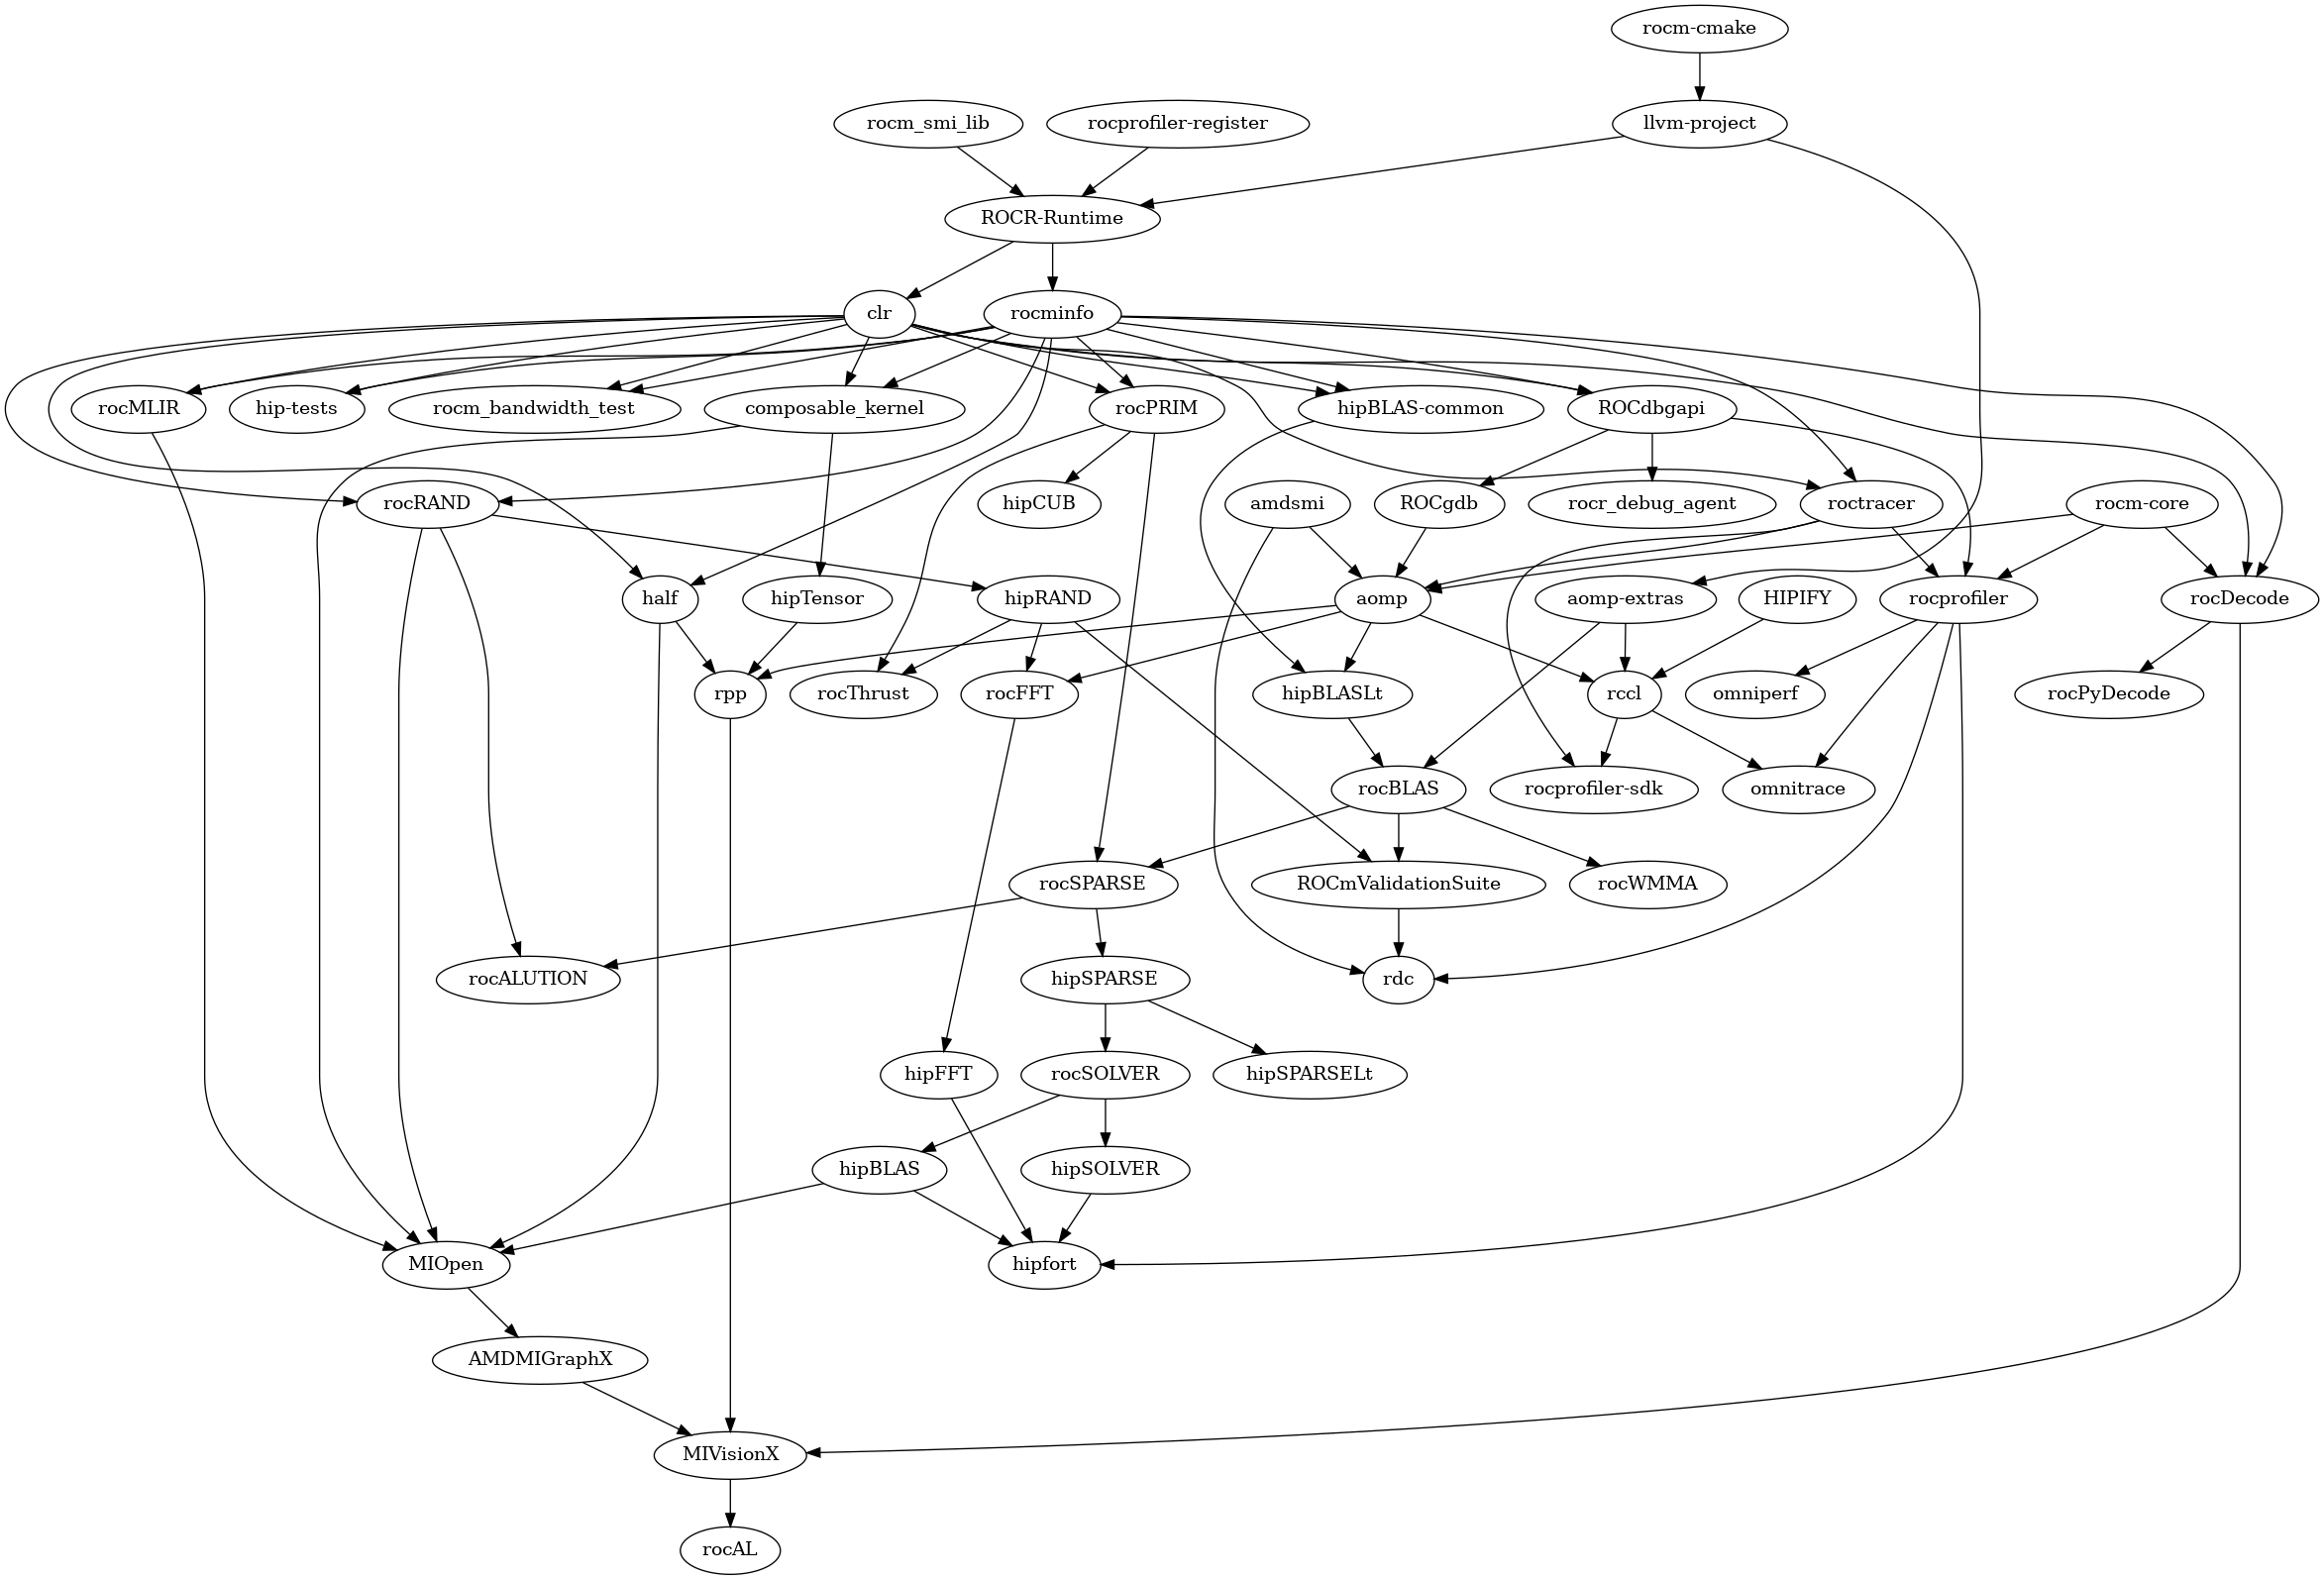 rocm-cmake
rocm_smi_lib
rocprofiler-register
llvm-project
ROCR-Runtime
clr
rocminfo
rocMLIR
hip-tests
rocm_bandwidth_test
composable_kernel
rocPRIM
hipBLAS-common
ROCdbgapi
rocRAND
hipCUB
amdsmi
ROCgdb
rocr_debug_agent
roctracer
rocm-core
half
hipTensor
hipRAND
aomp
aomp-extras
HIPIFY
rocprofiler
rocDecode
rpp
rocThrust
rocFFT
hipBLASLt
rccl
omniperf
rocPyDecode
rocBLAS
rocprofiler-sdk
omnitrace
rocSPARSE
ROCmValidationSuite
rocWMMA
rocALUTION
hipSPARSE
rdc
hipFFT
rocSOLVER
hipSPARSELt
hipBLAS
hipSOLVER
MIOpen
hipfort
AMDMIGraphX
MIVisionX
rocAL